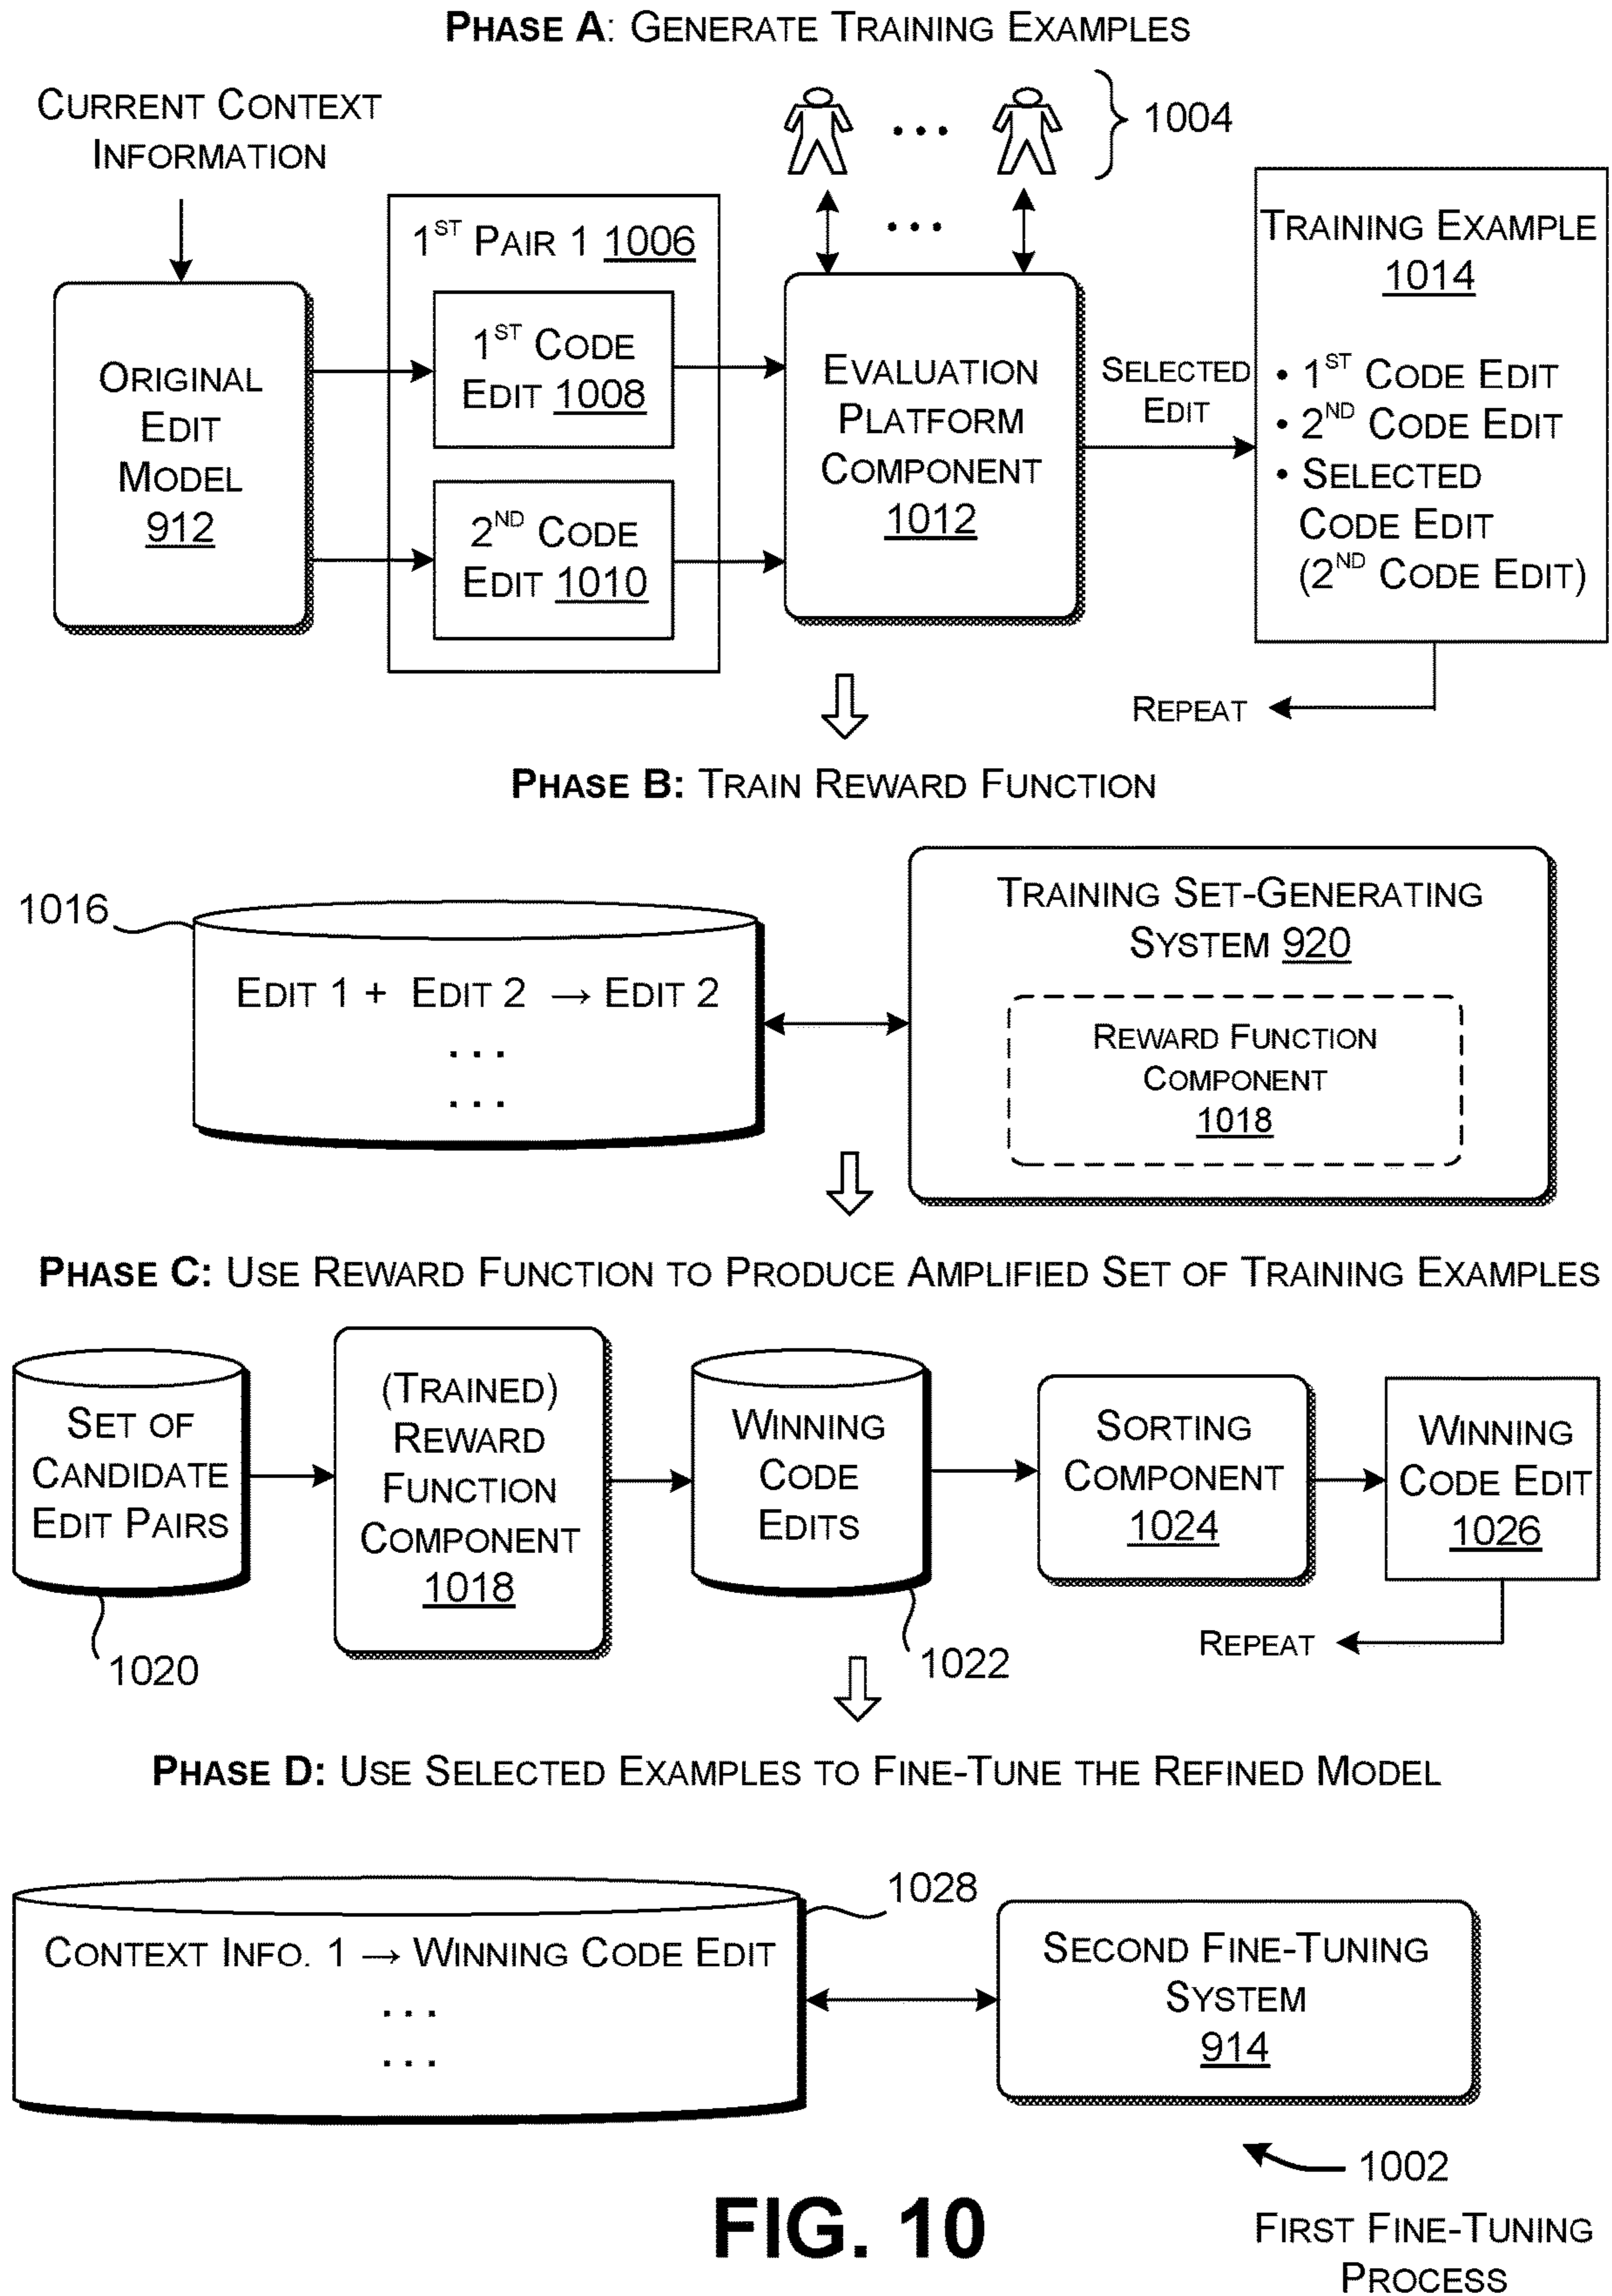 PHASE A: GENERATE TRAINING EXAMPLES
CURRENT CONTEXT
INFORMATION
1004
ORIGINAL
EDIT
MODEL
912
1ST PAIR 1 1006
1ST CODE
EDIT 1008
2ND CODE
EDIT 1010
EVALUATION
PLATFORM
COMPONENT
1012
SELECTED
EDIT
TRAINING EXAMPLE
1014
• 1ST CODE EDIT
• 2ND CODE EDIT
• SELECTED
CODE EDIT
(2ND CODE EDIT)
REPEAT
PHASE B: TRAIN REWARD FUNCTION
1016
EDIT 1 + EDIT 2 → EDIT 2
...
...
TRAINING SET-GENERATING
SYSTEM 920
REWARD FUNCTION
COMPONENT
1018
PHASE C: USE REWARD FUNCTION TO PRODUCE AMPLIFIED SET OF TRAINING EXAMPLES
SET OF
CANDIDATE
EDIT PAIRS
1020
(TRAINED)
REWARD
FUNCTION
COMPONENT
1018
WINNING
CODE
EDITS
1022
SORTING
COMPONENT
1024
WINNING
CODE EDIT
1026
REPEAT
PHASE D: USE SELECTED EXAMPLES TO FINE-TUNE THE REFINED MODEL
1028
CONTEXT INFO. 1 → WINNING CODE EDIT
...
...
SECOND FINE-TUNING
SYSTEM
914
1002
FIRST FINE-TUNING
PROCESS
FIG. 10